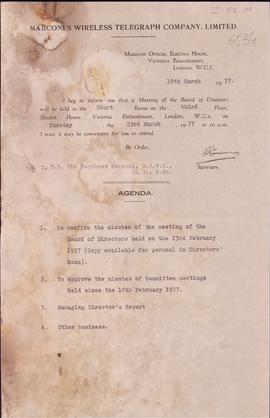 MARCONI'S WIRELESS TELEGRAPH COMPANY, LIMITED.
6534
MARCONI OFFICES, ELECTRA HOUSE,
VICTORIA EMBANKMENT,
LONDON, W.C.2.
18th March 1937.
I beg to inform you that a Meeting of the Board of Directors
will be held in the Court Room on the third Floor,
Electra House, Victoria Embankment, London, W.C.2, on
Tuesday the 23rd March 1937 at 10 a.m.
I trust it may be convenient for you to attend.
By Order,
Secretary.
To H.E. The Marchese Marconi, G.C.V.O.,
LL.D., D.Sc.
AGENDA.
1. To confirm the minutes of the meeting of the
Board of Directors held on the 23rd February
1937 (Copy available for perusal in Directors'
Room).
2. To approve the minutes of Committee meetings
held since the 18th February 1937.
3. Managing Director's Report
4. Other business.